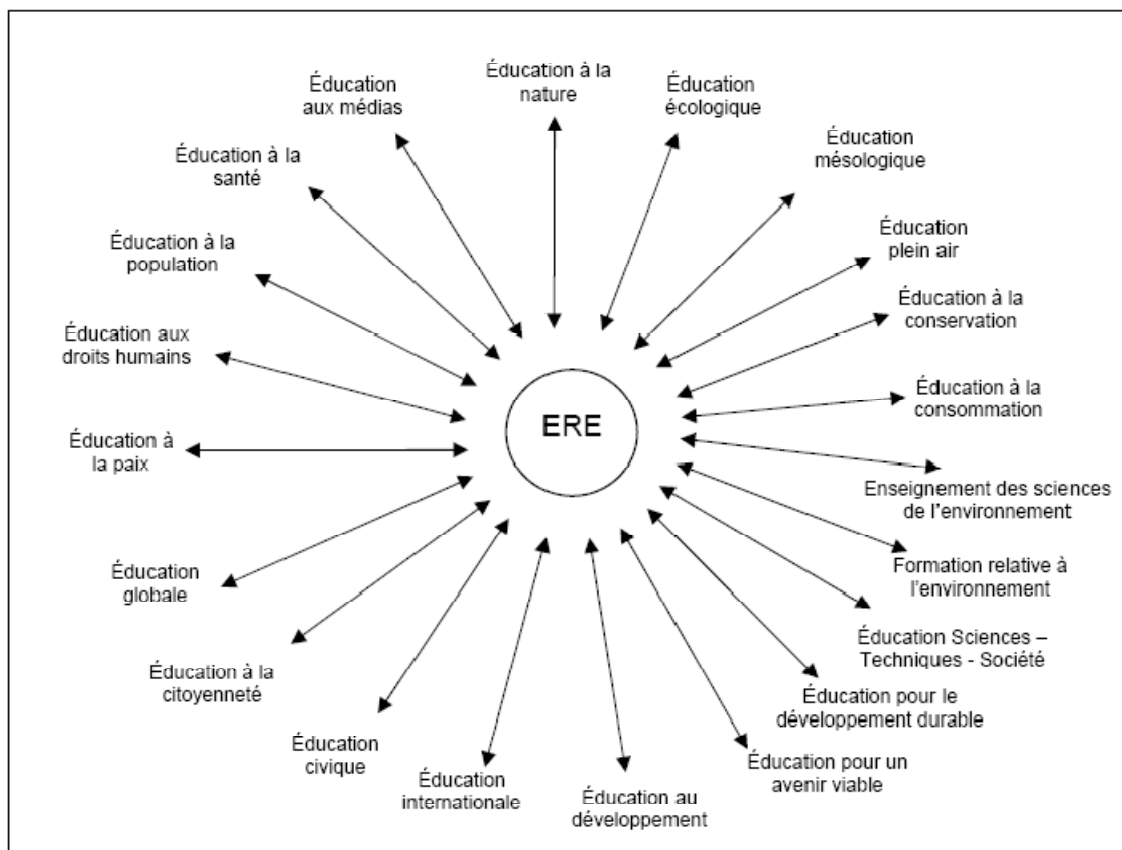 Éducation à la
nature
Éducation
écologique
Éducation
mésologique
Éducation
plein air
Éducation à la
conservation
Éducation à la
consommation
Enseignement des sciences
de l'environnement
Formation relative à
l'environnement
Éducation Sciences –
Techniques - Société
Éducation pour le
développement durable
Éducation pour un
avenir viable
Éducation au
développement
Éducation
internationale
Éducation
civique
Éducation à la
citoyenneté
Éducation
globale
Éducation à
la paix
Éducation aux
droits humains
Éducation à la
population
Éducation à la
santé
Éducation
aux médias
ERE